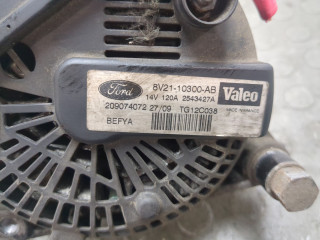 Ford
8V21-10300-AB
14V 120A 2543427A
Valeo
209074072 27/09 TG12C038
BEFYA